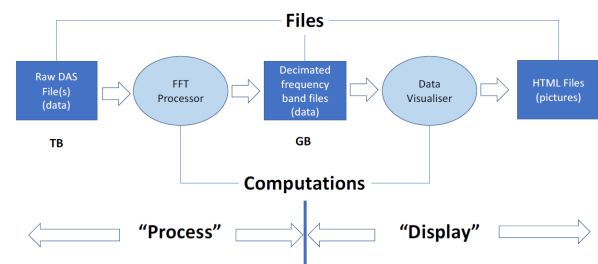 Files
Raw DAS
File(s)
(data)
FFT
Processor
Decimated
frequency
band files
(data)
Data
Visualiser
HTML Files
(pictures)
TB
GB
Computations
“Process”
“Display”